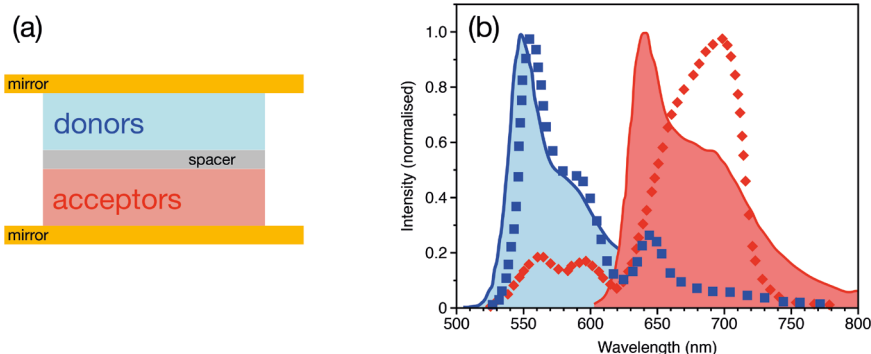 (a)
mirror
donors
spacer
acceptors
mirror
(b)
Intensity (normalised)
1.0
0.8
0.6
0.4
0.2
0
500 550 600 650 700 750 800
Wavelength (nm)